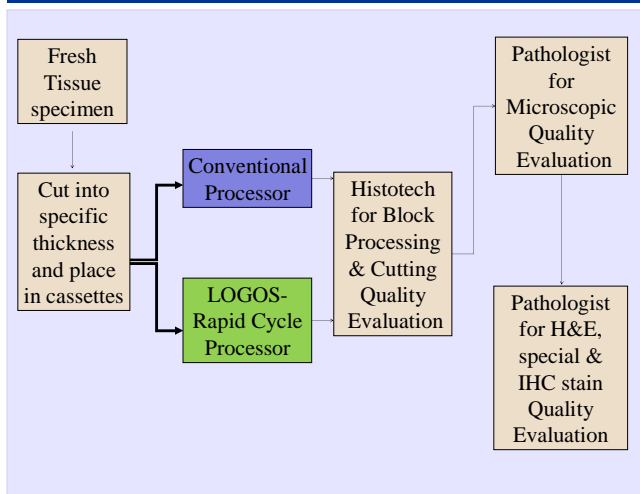 Fresh
Tissue
specimen
Cut into
specific
thickness
and place
in cassettes
Conventional
Processor
LOGOS-
Rapid Cycle
Processor
Histotech
for Block
Processing
& Cutting
Quality
Evaluation
Pathologist
for
Microscopic
Quality
Evaluation
Pathologist
for H&E,
special &
IHC stain
Quality
Evaluation